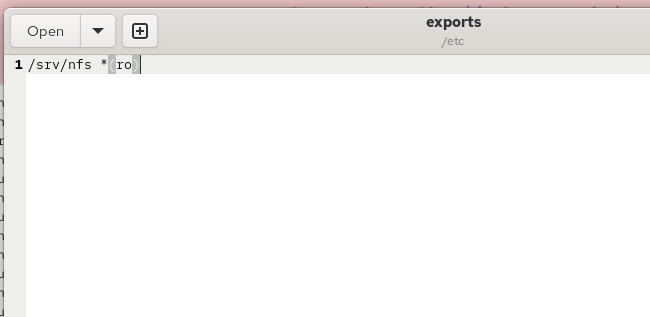 Open
exports
/etc
1 /srv/nfs *(ro)